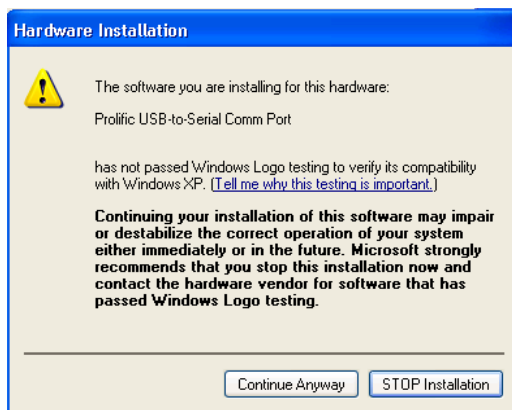 Hardware Installation
The software you are installing for this hardware:
Prolific USB-to-Serial Comm Port
has not passed Windows Logo testing to verify its compatibility
with Windows XP. (Tell me why this testing is important.)
Continuing your installation of this software may impair
or destabilize the correct operation of your system
either immediately or in the future. Microsoft strongly
recommends that you stop this installation now and
contact the hardware vendor for software that has
passed Windows Logo testing.
Continue Anyway
STOP Installation